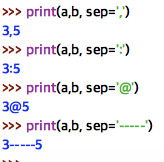 >>> print(a,b, sep=',')
3,5
>>> print(a,b, sep=':')
3:5
>>> print(a,b, sep='@')
3@5
>>> print(a,b, sep='-----')
3-----5
>>>